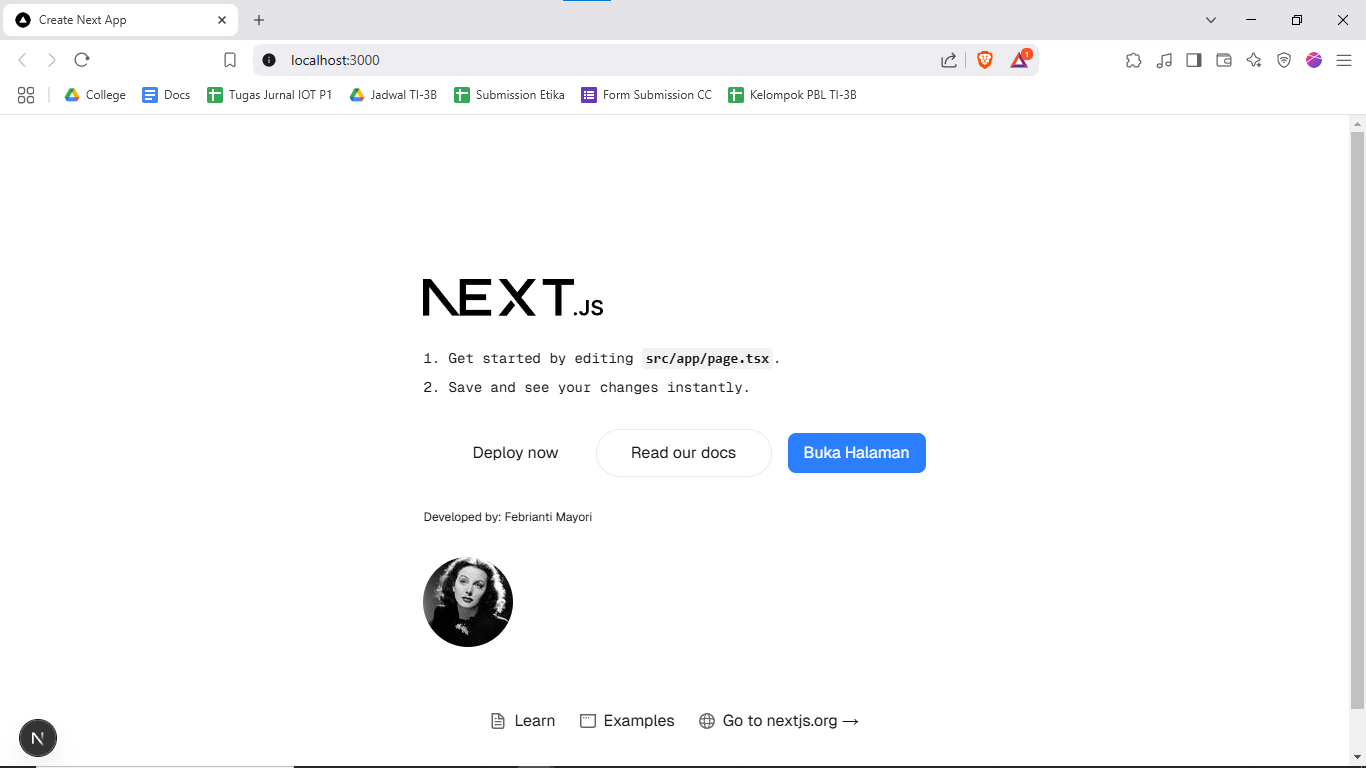 Create Next App
localhost:3000
1
College Docs Tugas Jurnal IOT P1 Jadwal TI-3B Submission Etika Form Submission CC Kelompok PBL TI-3B
NEXT.JS
1. Get started by editing src/app/page.tsx.
2. Save and see your changes instantly.
Deploy now Read our docs Buka Halaman
Developed by: Febrianti Mayori
Learn Examples Go to nextjs.org →
N